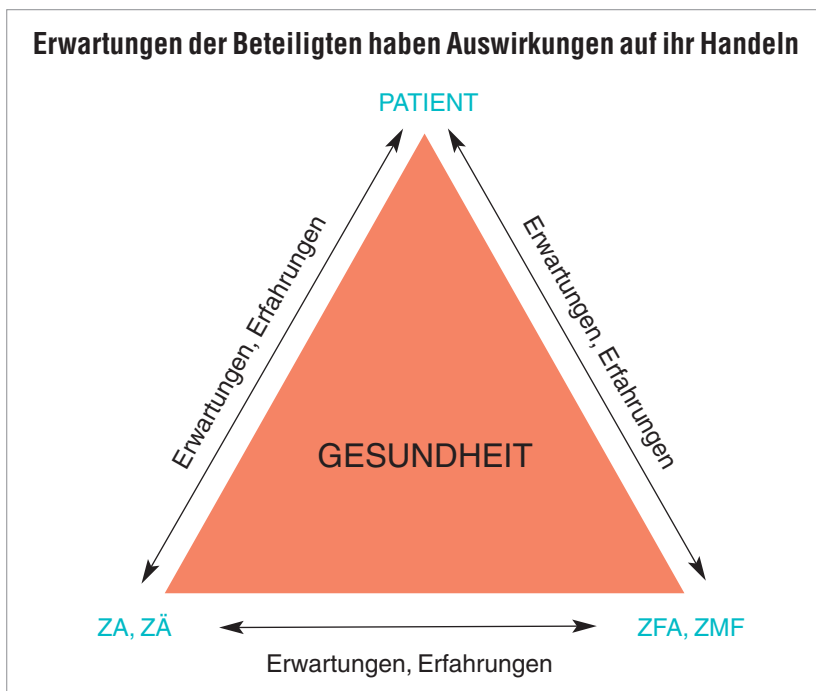 Erwartungen der Beteiligten haben Auswirkungen auf ihr Handeln
PATIENT
Erwartungen, Erfahrungen
Erwartungen, Erfahrungen
GESUNDHEIT
ZA, ZÄ
ZFA, ZMF
Erwartungen, Erfahrungen